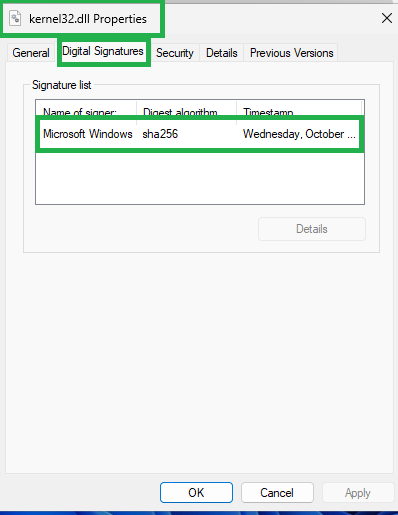 kernel32.dll Properties
General Digital Signatures Security Details Previous Versions
Signature list
Name of signer: Digest algorithm Timestamp
Microsoft Windows sha256 Wednesday, October ...
Details
OK Cancel Apply